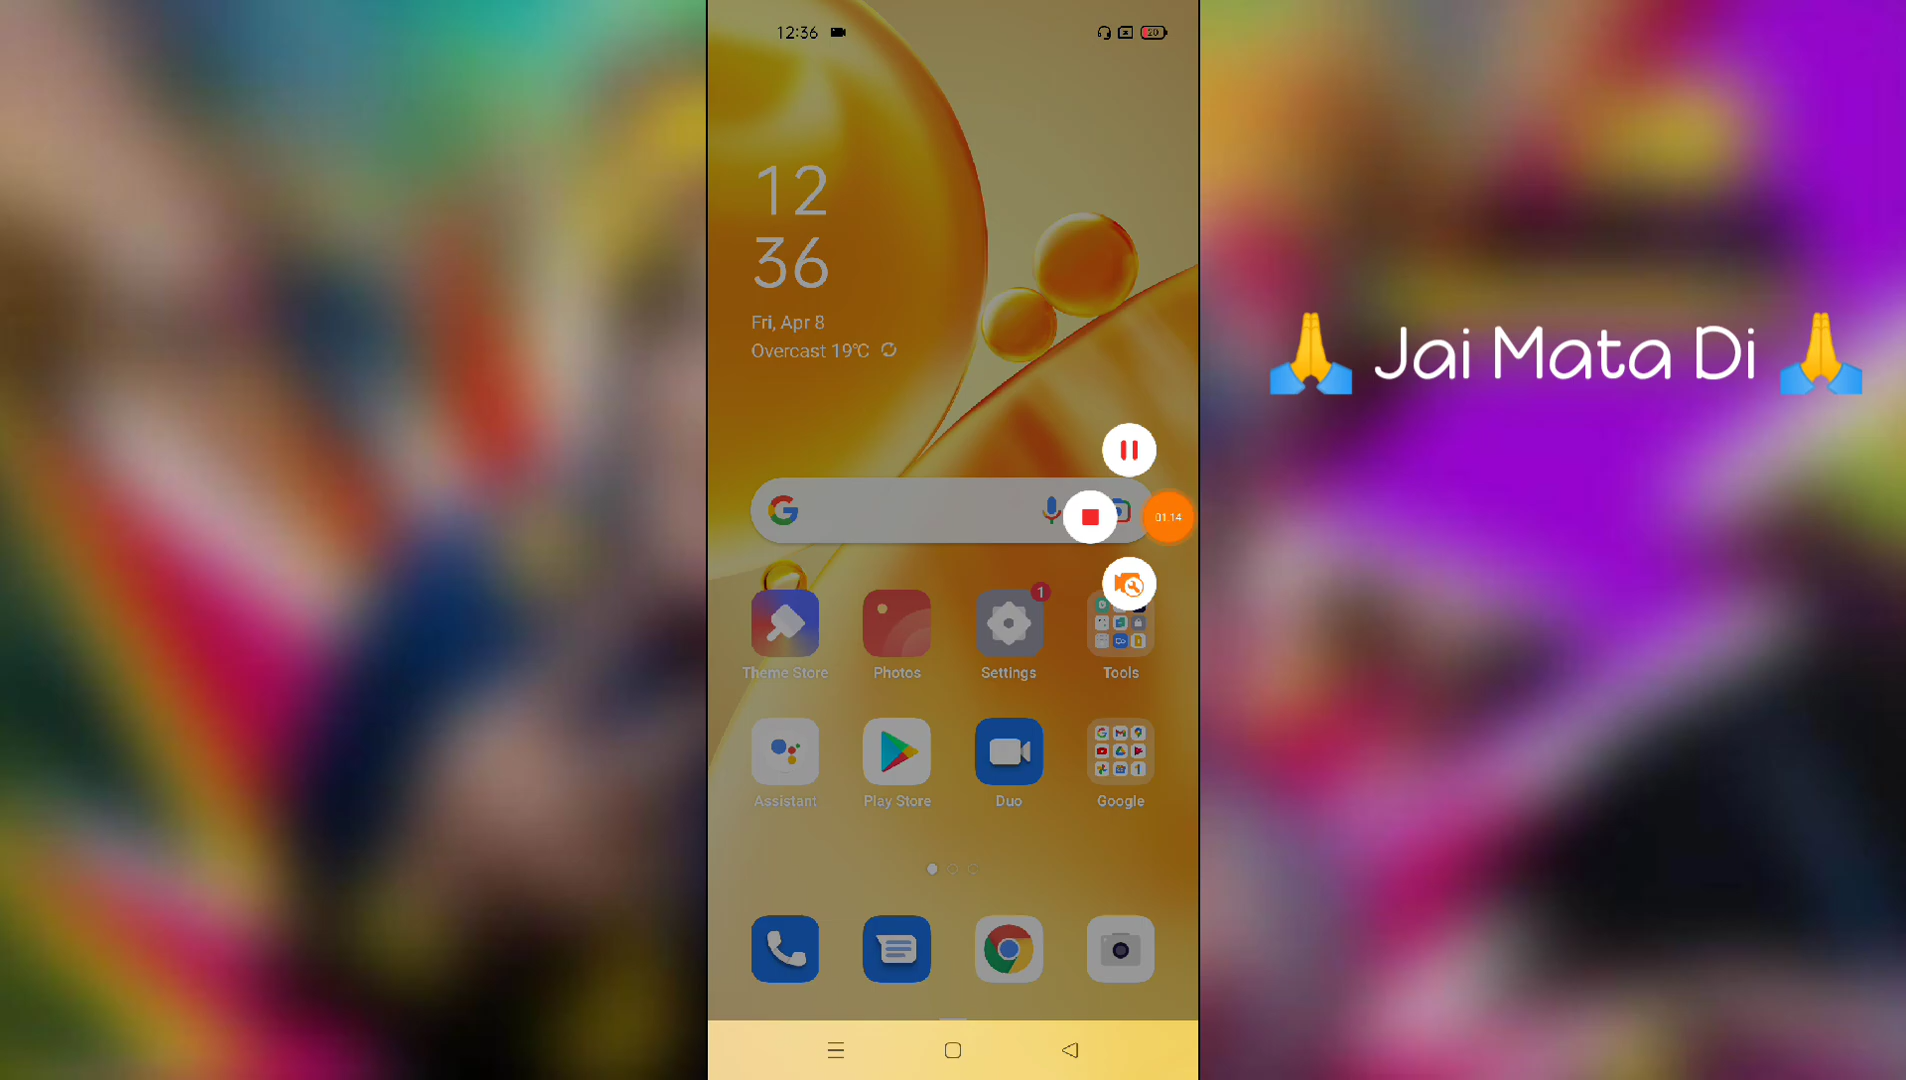 12:36
20
12
36
Fri, Apr 8
Overcast 19°C
🙏 Jai Mata Di 🙏
01:14
1
Theme Store
Photos
Settings
Tools
Assistant
Play Store
Duo
Google